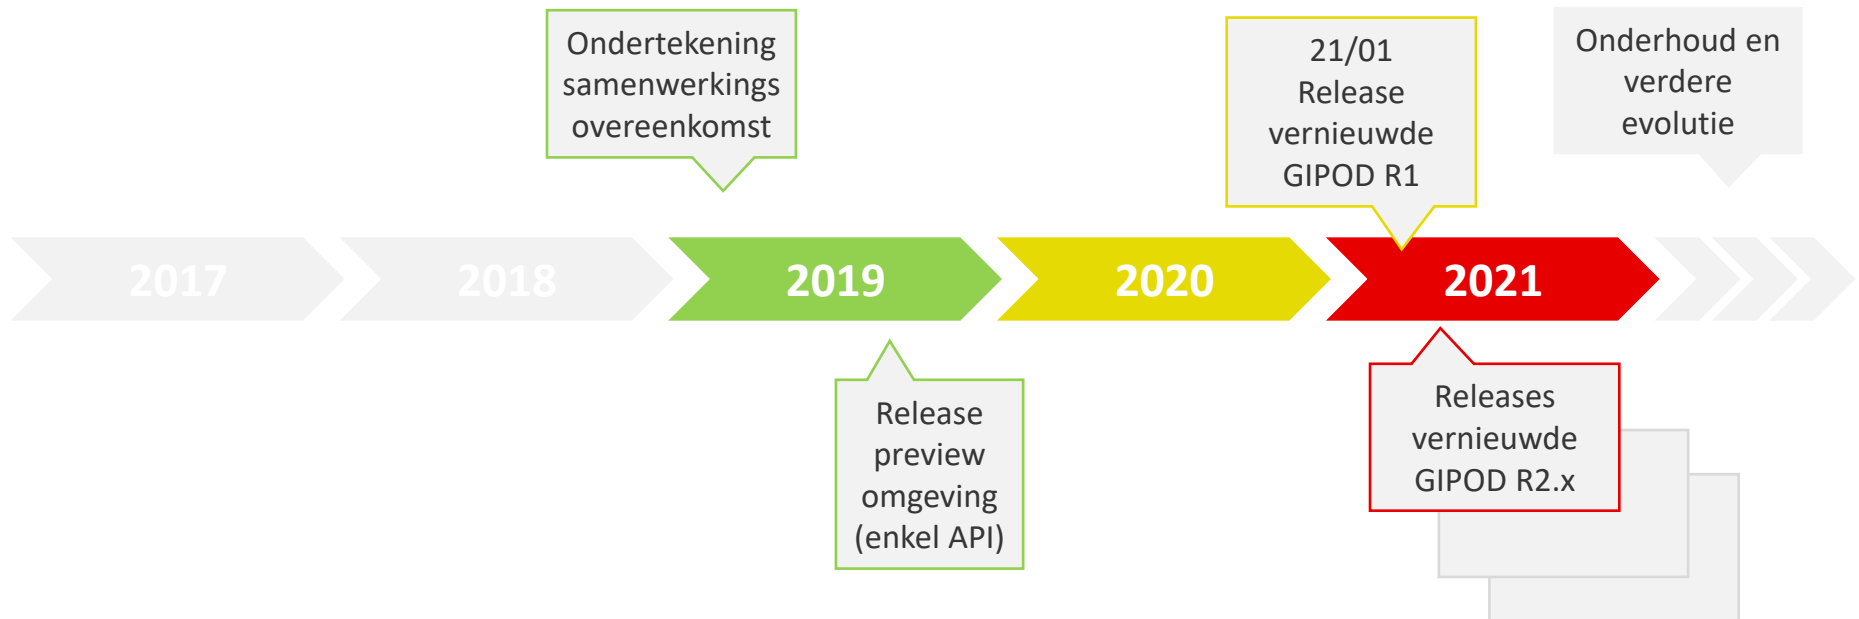 Ondertekening
samenwerkings
overeenkomst
21/01
Release
vernieuwde
GIPOD R1
Onderhoud en
verdere
evolutie
2017
2018
2019
2020
2021
Release
preview
omgeving
(enkel API)
Releases
vernieuwde
GIPOD R2.x